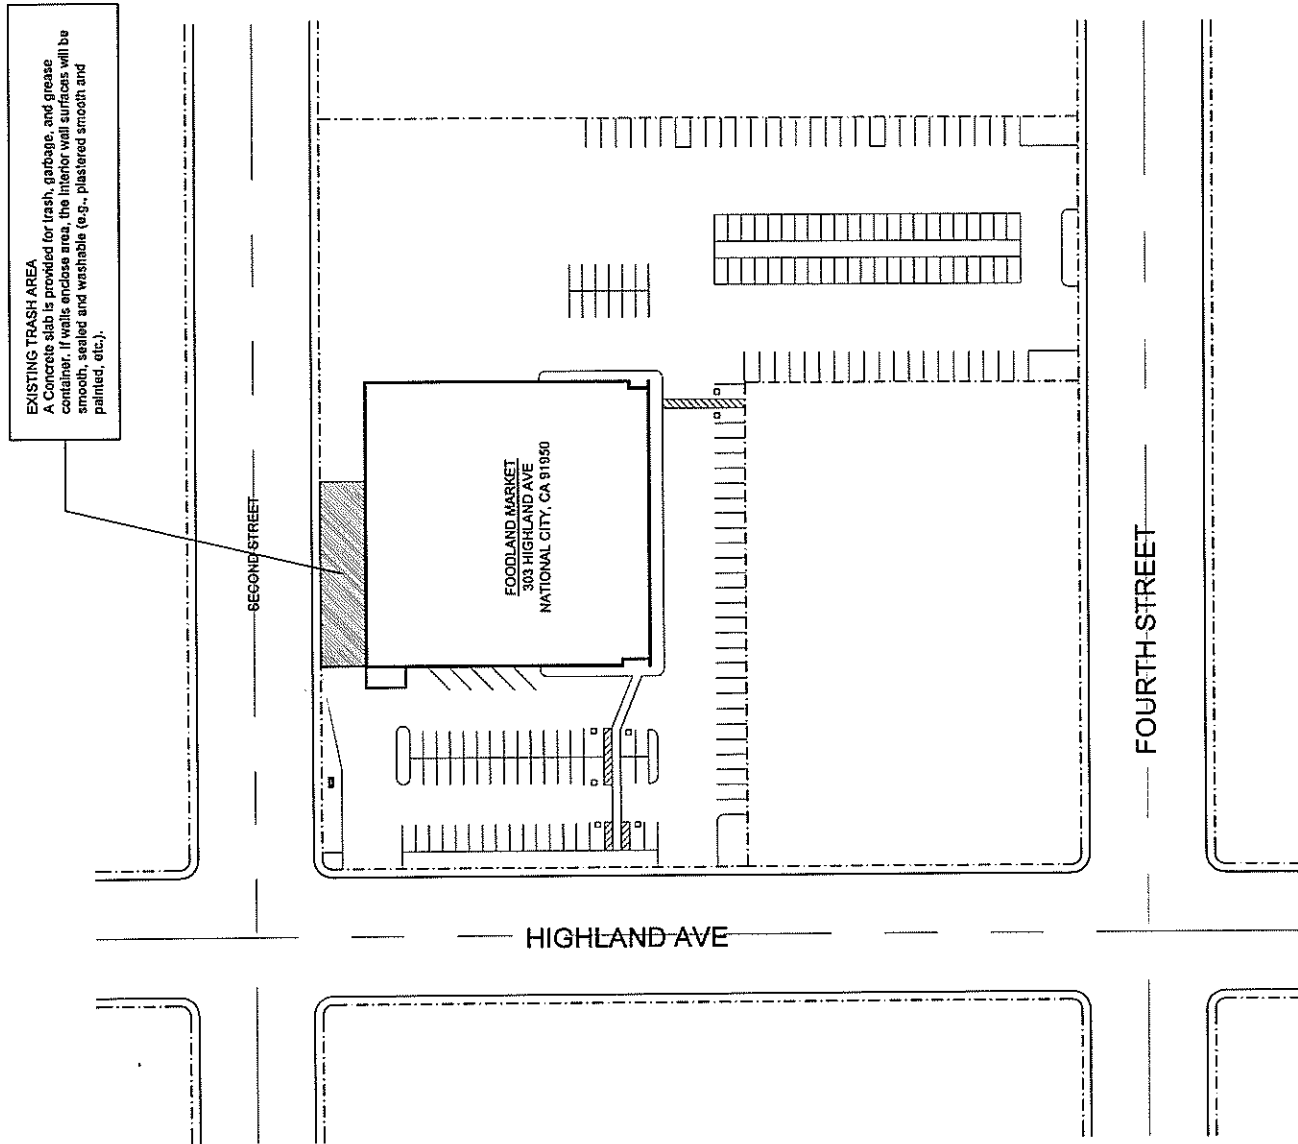 EXISTING TRASH AREA
A Concrete slab is provided for trash, garbage, and grease
container. If walls enclose area, the interior wall surfaces will be
smooth, sealed and washable (e.g., plastered smooth and
painted, etc.).
SECOND STREET
FOODLAND MARKET
303 HIGHLAND AVE
NATIONAL CITY, CA 91950
FOURTH STREET
HIGHLAND AVE